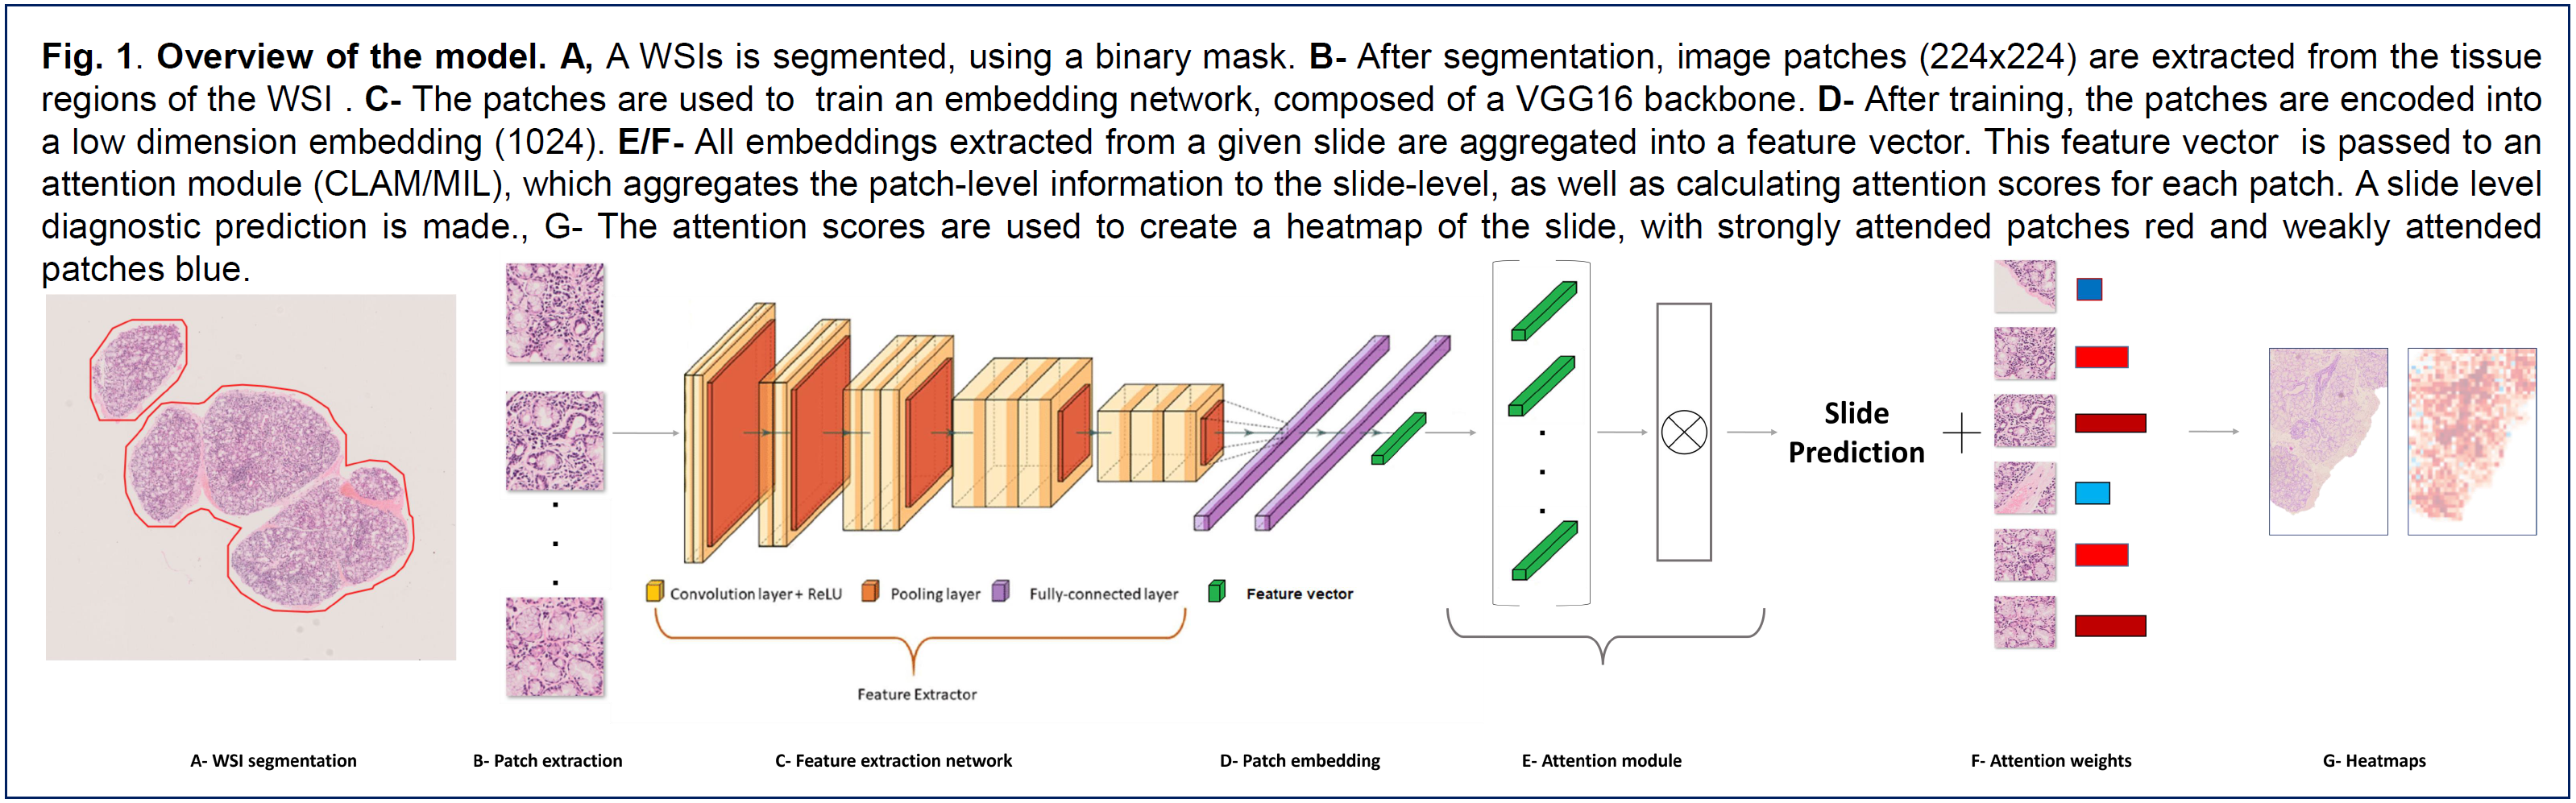 Fig. 1. Overview of the model. A, A WSIs is segmented, using a binary mask. B- After segmentation, image patches (224x224) are extracted from the tissue
regions of the WSI . C- The patches are used to train an embedding network, composed of a VGG16 backbone. D- After training, the patches are encoded into
a low dimension embedding (1024). E/F- All embeddings extracted from a given slide are aggregated into a feature vector. This feature vector is passed to an
attention module (CLAM/MIL), which aggregates the patch-level information to the slide-level, as well as calculating attention scores for each patch. A slide level
diagnostic prediction is made., G- The attention scores are used to create a heatmap of the slide, with strongly attended patches red and weakly attended
patches blue.
Slide
Prediction
Convolution layer + ReLU
Pooling layer
Fully-connected layer
Feature vector
Feature Extractor
A- WSI segmentation
B- Patch extraction
C- Feature extraction network
D- Patch embedding
E- Attention module
F- Attention weights
G- Heatmaps